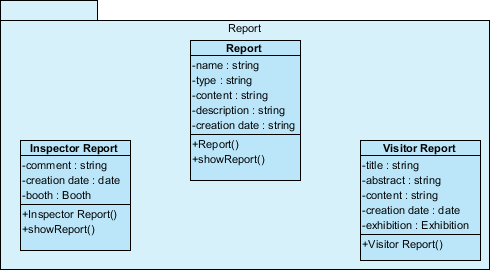 Report
Report
-name : string
-type : string
-content : string
-description : string
-creation date : string
+Report()
+showReport()
Inspector Report
-comment : string
-creation date : date
-booth : Booth
+Inspector Report()
+showReport()
Visitor Report
-title : string
-abstract : string
-content : string
-creation date : date
-exhibition : Exhibition
+Visitor Report()